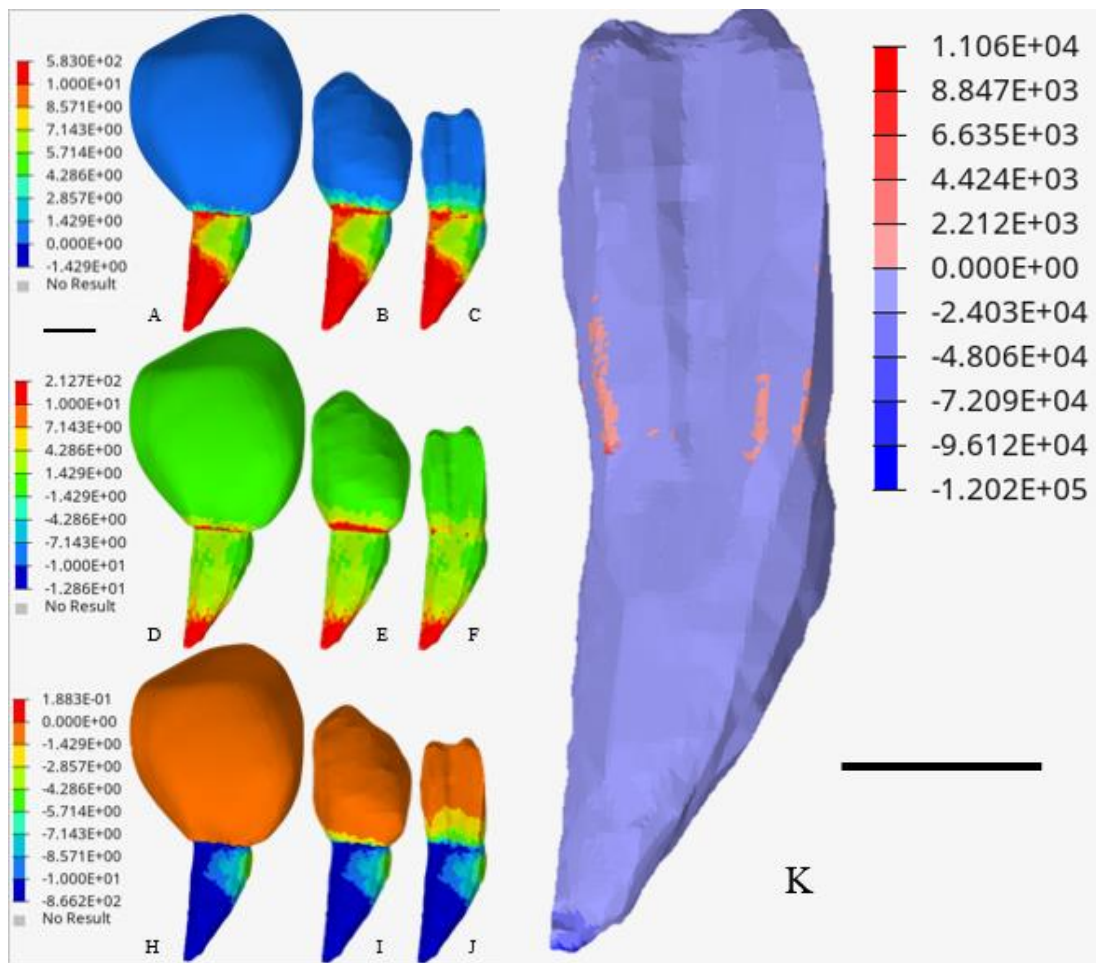 5.830E+02
1.000E+01
8.571E+00
7.143E+00
5.714E+00
4.286E+00
2.857E+00
1.429E+00
0.000E+00
-1.429E+00
No Result
A
B
C
2.127E+02
1.000E+01
7.143E+00
4.286E+00
1.429E+00
-1.429E+00
-4.286E+00
-7.143E+00
-1.000E+01
-1.286E+01
No Result
D
E
F
1.883E-01
0.000E+00
-1.429E+00
-2.857E+00
-4.286E+00
-5.714E+00
-7.143E+00
-8.571E+00
-1.000E+01
-8.662E+02
No Result
H
I
J
1.106E+04
8.847E+03
6.635E+03
4.424E+03
2.212E+03
0.000E+00
-2.403E+04
-4.806E+04
-7.209E+04
-9.612E+04
-1.202E+05
K